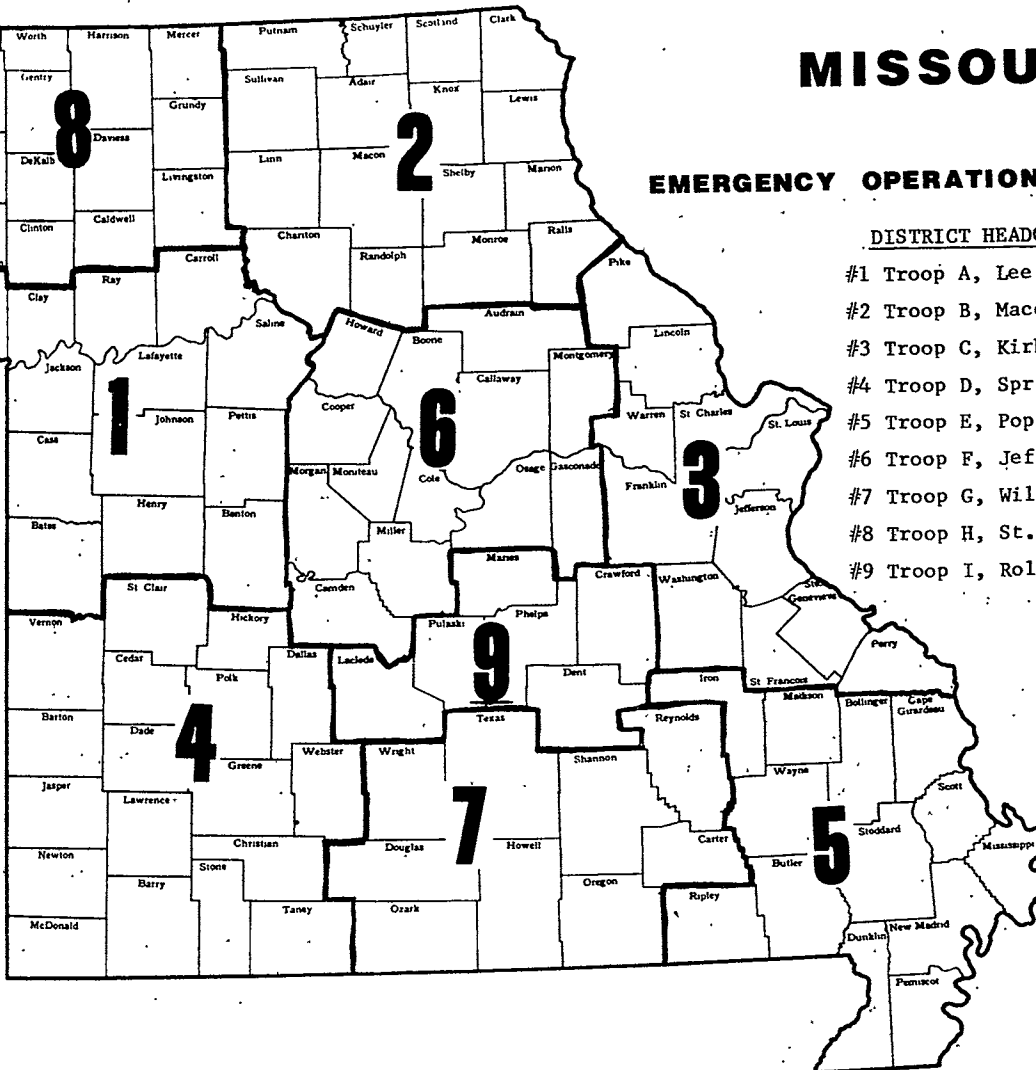 MISSOU
EMERGENCY OPERATION
DISTRICT HEAD
#1 Troop A, Lee
#2 Troop B, Mac
#3 Troop C, Kir
#4 Troop D, Spr
#5 Troop E, Pop
#6 Troop F, Jef
#7 Troop G, Wil
#8 Troop H, St.
#9 Troop I, Rol
Worth Harrison Mercer Putnam Schuyler Scotland Clark
Gentry Sullivan Adair Knox
Grundy Lewis
8 2
DeKalb Daviess Linn Macon Shelby Marion
Livingston
Clinton Caldwell Chariton Monroe Ralls
Carroll Randolph Pike
Clay Ray
Saline Howard Boone Audrain Lincoln
Jackson Lafayette Montgomery
Callaway
1 6 3
Johnson Pettis Cooper Warren St Charles St. Louis
Cass
Morgan Moniteau Cole Osage Gasconade Franklin
Henry Benton Jefferson
Bates Miller
Maries
St Clair Camden Crawford Washington Ste Genevieve
Vernon Hickory Pulaski Phelps
Cedar Polk Dallas Laclede 9 Dent Iron St Francois Perry
Barton Dade 4 Texas Reynolds Madison Bollinger Cape Girardeau
Greene Webster Wright Shannon
Jasper Wayne Scott
Lawrence 7 5
Newton Christian Douglas Howell Carter Butler Stoddard Mississippi
Stone
Barry Oregon Ripley
McDonald Taney Ozark Dunklin New Madrid
Pemiscot